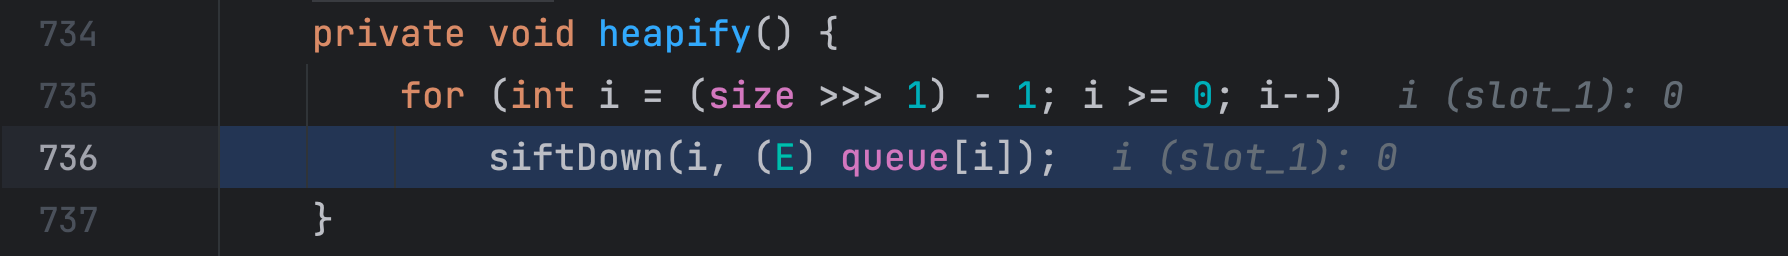 734 private void heapify() {
735 for (int i = (size >>> 1) - 1; i >= 0; i--) i (slot_1): 0
736 siftDown(i, (E) queue[i]); i (slot_1): 0
737 }